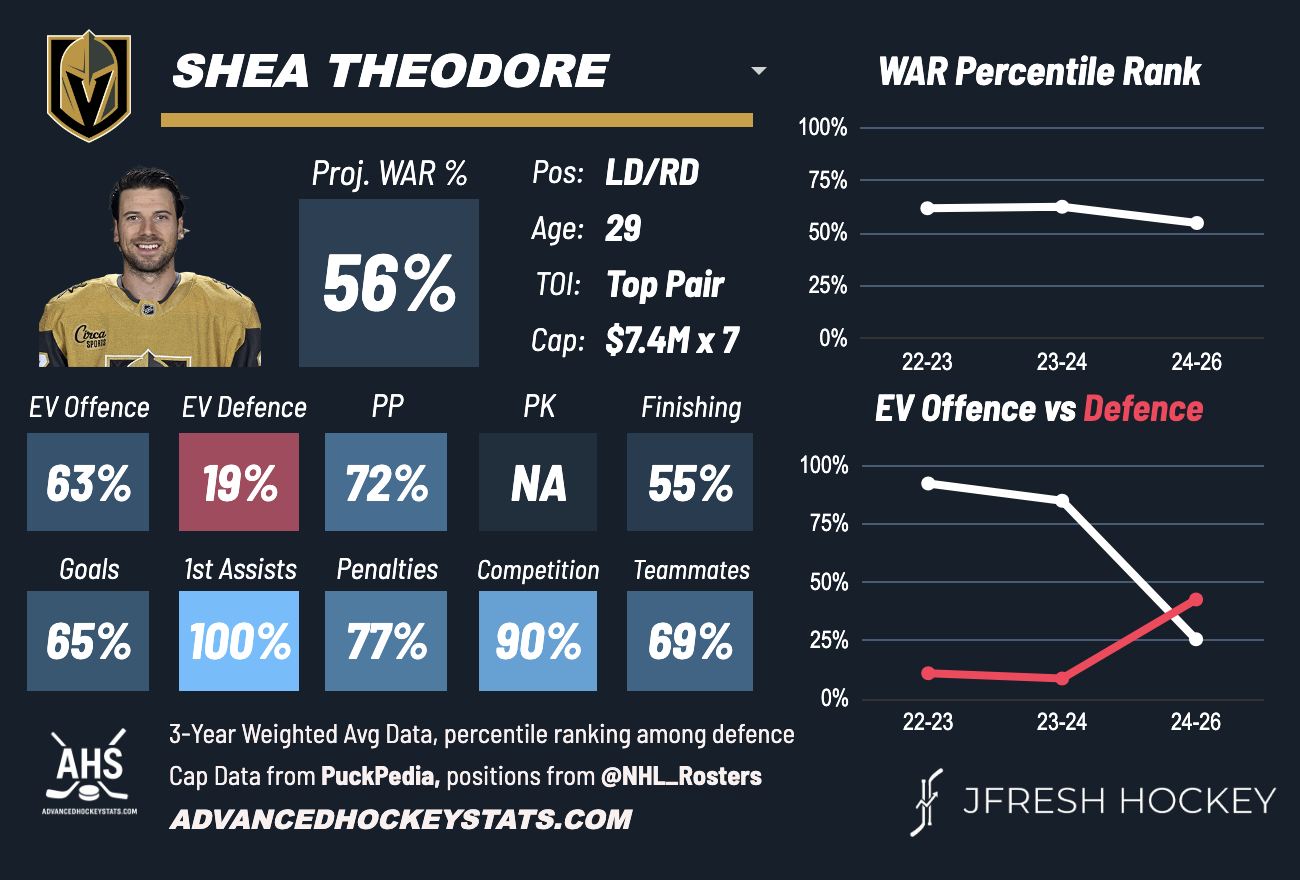 SHEA THEODORE
Proj. WAR %
56%
Pos: LD/RD
Age: 29
TOI: Top Pair
Cap: $7.4M x 7
Circa
SPORTS
EV Offence EV Defence PP PK Finishing
63% 19% 72% NA 55%
Goals 1st Assists Penalties Competition Teammates
65% 100% 77% 90% 69%
WAR Percentile Rank
100%
75%
50%
25%
0%
22-23 23-24 24-26
EV Offence vs Defence
100%
75%
50%
25%
0%
22-23 23-24 24-26
AHS
ADVANCEDHOCKEYSTATS.COM
3-Year Weighted Avg Data, percentile ranking among defence
Cap Data from PuckPedia, positions from @NHL_Rosters
ADVANCEDHOCKEYSTATS.COM
JFRESH HOCKEY